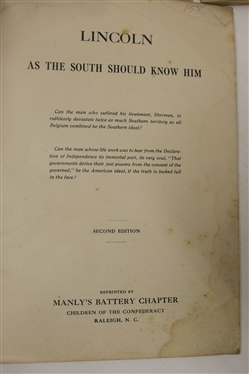 LINCOLN
AS THE SOUTH SHOULD KNOW HIM
Can the man who suffered his lieutenant, Sherman, to
ruthlessly devastate twice as much Southern territory as all
Belgium combined be the Southern ideal?
Can the man whose life work was to tear from the Declara-
tion of Independence its immortal part, its very soul, "That
governments derive their just powers from the consent of the
governed," be the American ideal, if the truth is looked full
in the face?
SECOND EDITION
REPRINTED BY
MANLY'S BATTERY CHAPTER
CHILDREN OF THE CONFEDERACY
RALEIGH, N. C.